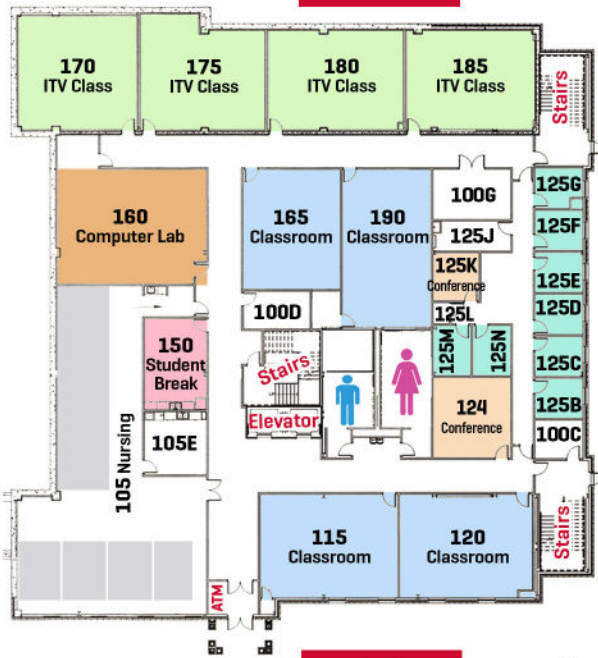 170
ITV Class
175
ITV Class
180
ITV Class
185
ITV Class
Stairs
160
Computer Lab
165
Classroom
190
Classroom
100G
125J
125K
Conference
125L
125M
125N
125G
125F
125E
125D
125C
125B
100C
100D
Stairs
Elevator
150
Student
Break
105E
105 Nursing
124
Conference
115
Classroom
120
Classroom
Stairs
ATM